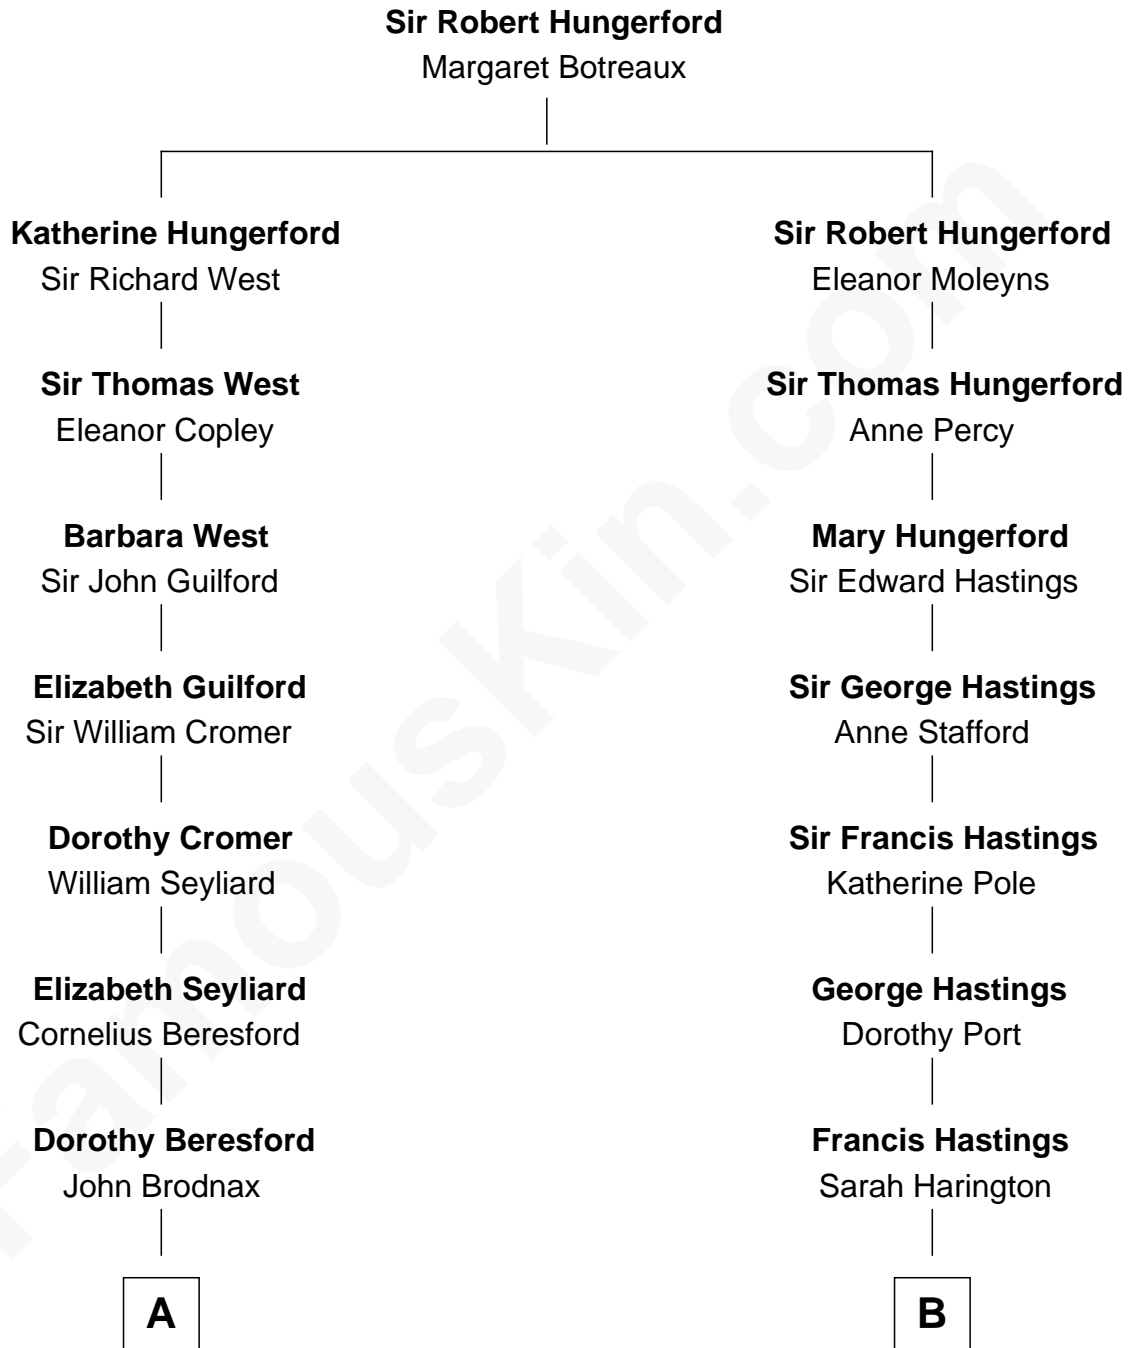 Sir Robert Hungerford
Margaret Botreaux
Katherine Hungerford
Sir Richard West
Sir Robert Hungerford
Eleanor Moleyns
Sir Thomas West
Eleanor Copley
Sir Thomas Hungerford
Anne Percy
Barbara West
Sir John Guilford
Mary Hungerford
Sir Edward Hastings
Elizabeth Guilford
Sir William Cromer
Sir George Hastings
Anne Stafford
Dorothy Cromer
William Seyliard
Sir Francis Hastings
Katherine Pole
Elizabeth Seyliard
Cornelius Beresford
George Hastings
Dorothy Port
Dorothy Beresford
John Brodnax
Francis Hastings
Sarah Harington
A
B
FamousKin.com